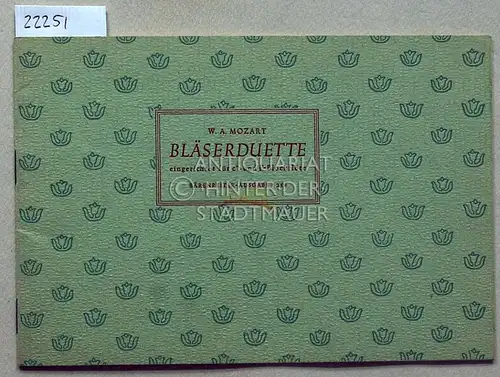 22251
W. A. MOZART
BLÄSERDUETTE
ANTIQUARIAT
HINTER DER
STADTMAUER